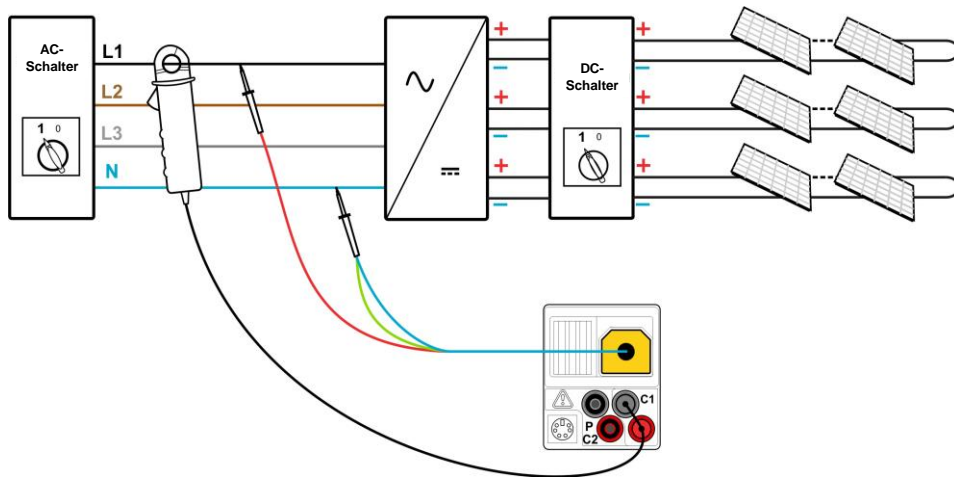 AC-
Schalter
1 0
L1
L2
L3
N
+
−
+
−
+
−
DC-
Schalter
1 0
+
−
+
−
+
−
C1
P
C2